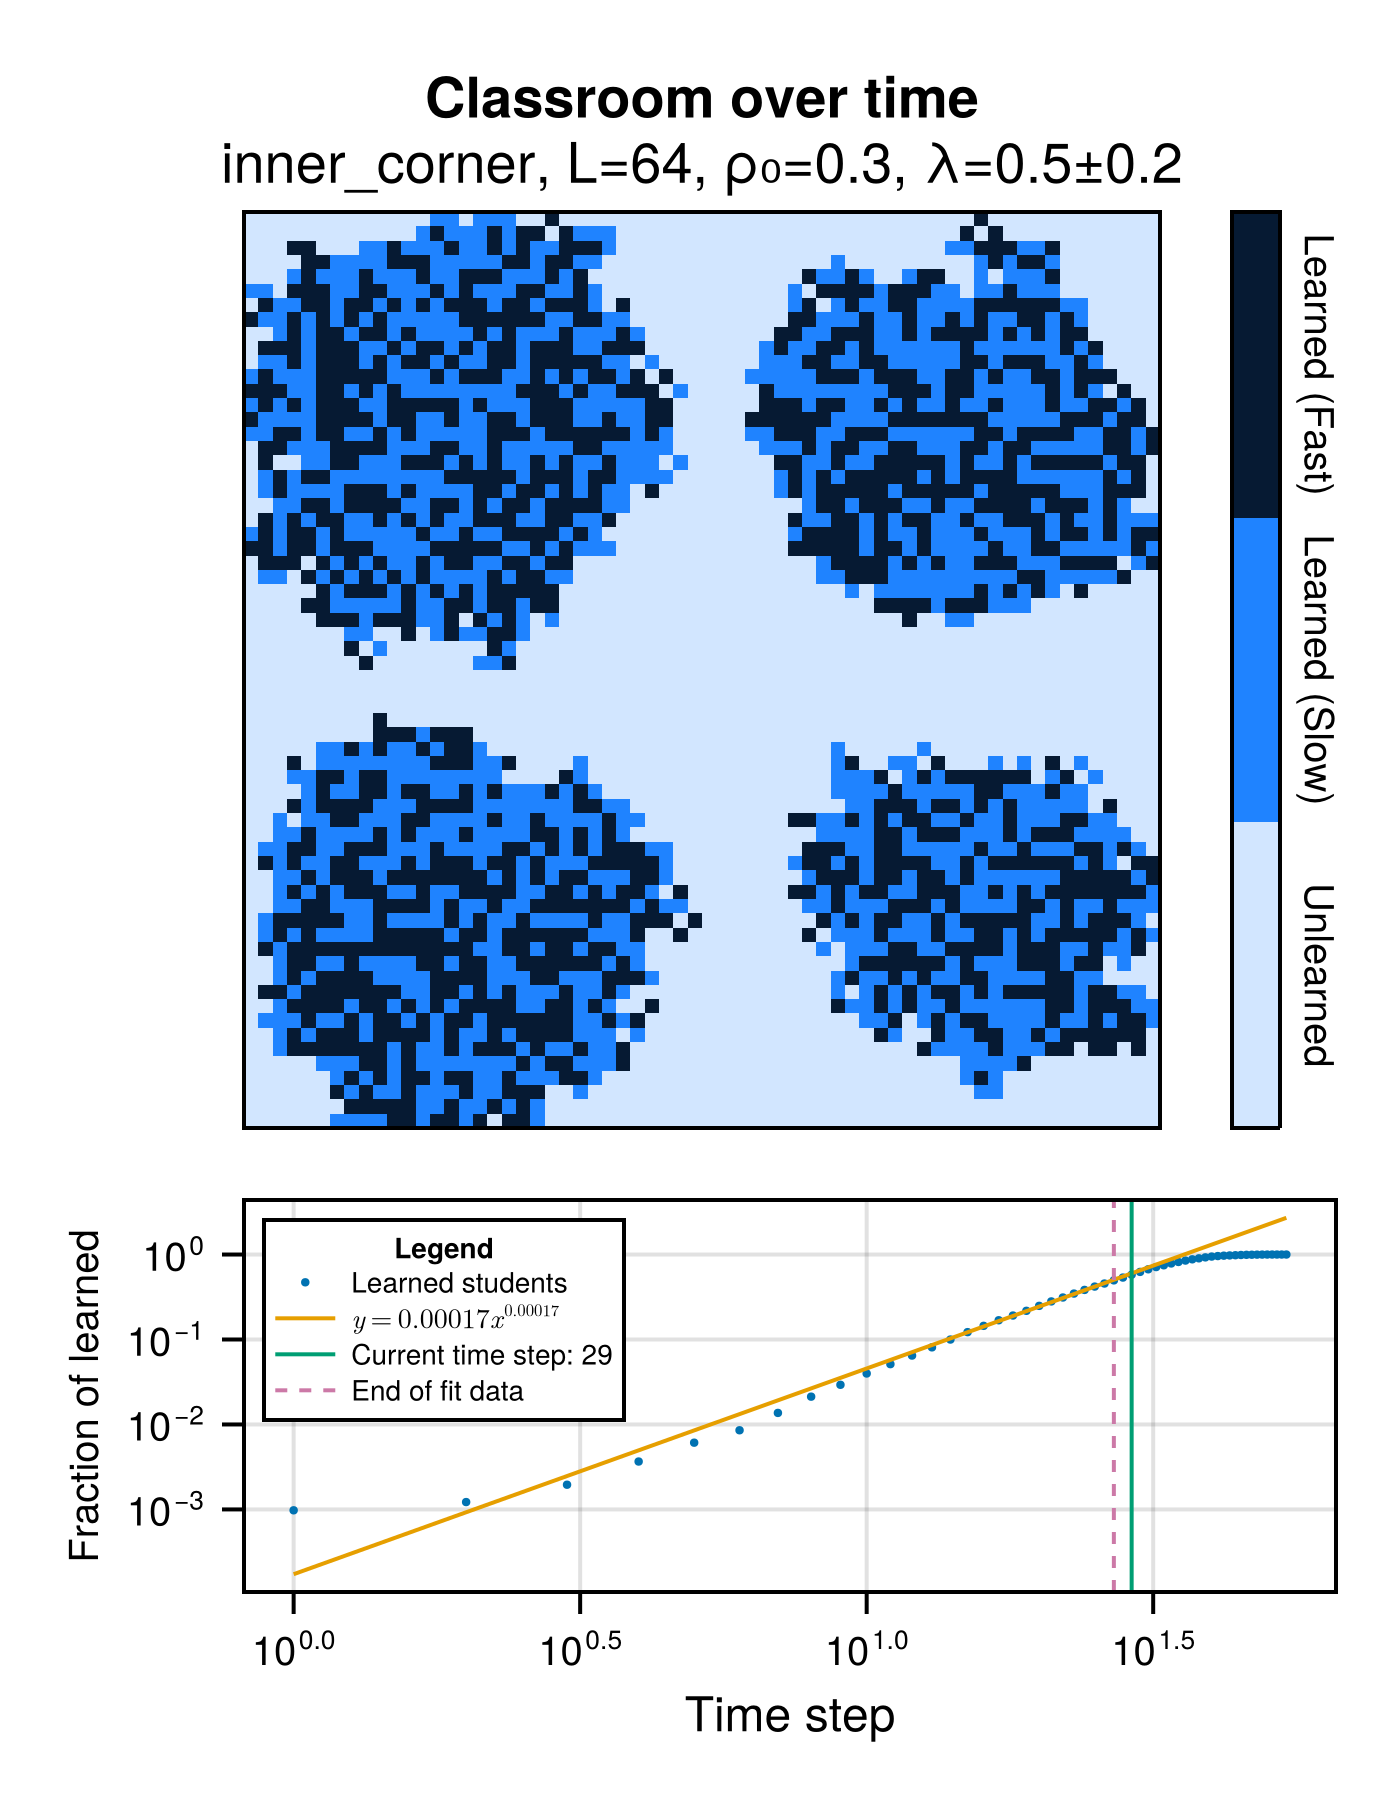 Classroom over time
inner_corner, L=64, ρ₀=0.3, λ=0.5±0.2
Learned (Fast)
Learned (Slow)
Unlearned
Fraction of learned
10⁰
10⁻¹
10⁻²
10⁻³
Legend
Learned students
y = 0.00017x^0.00017
Current time step: 29
End of fit data
10^0.0
10^0.5
10^1.0
10^1.5
Time step